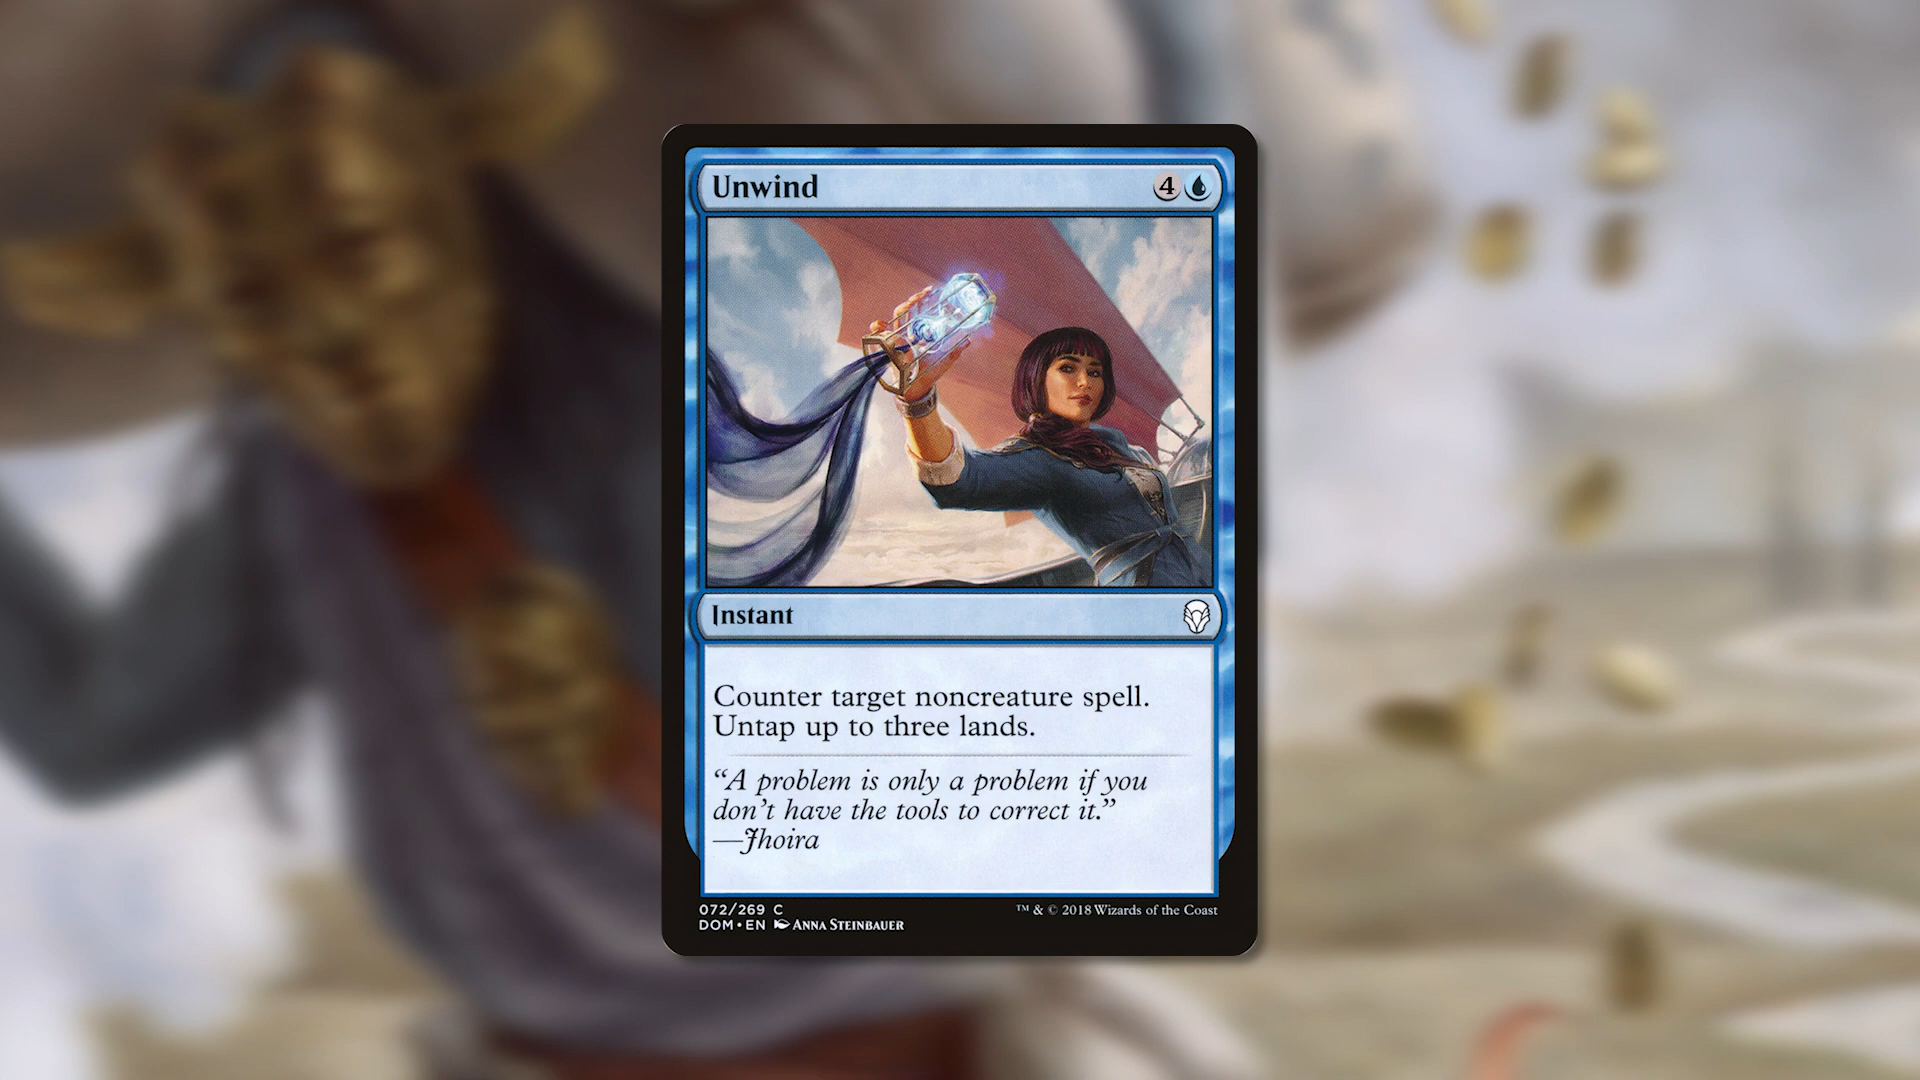 Unwind 4
Instant
Counter target noncreature spell.
Untap up to three lands.
“A problem is only a problem if you
don’t have the tools to correct it.”
—Jhoira
072/269 C
DOM • EN Anna Steinbauer
™ & © 2018 Wizards of the Coast